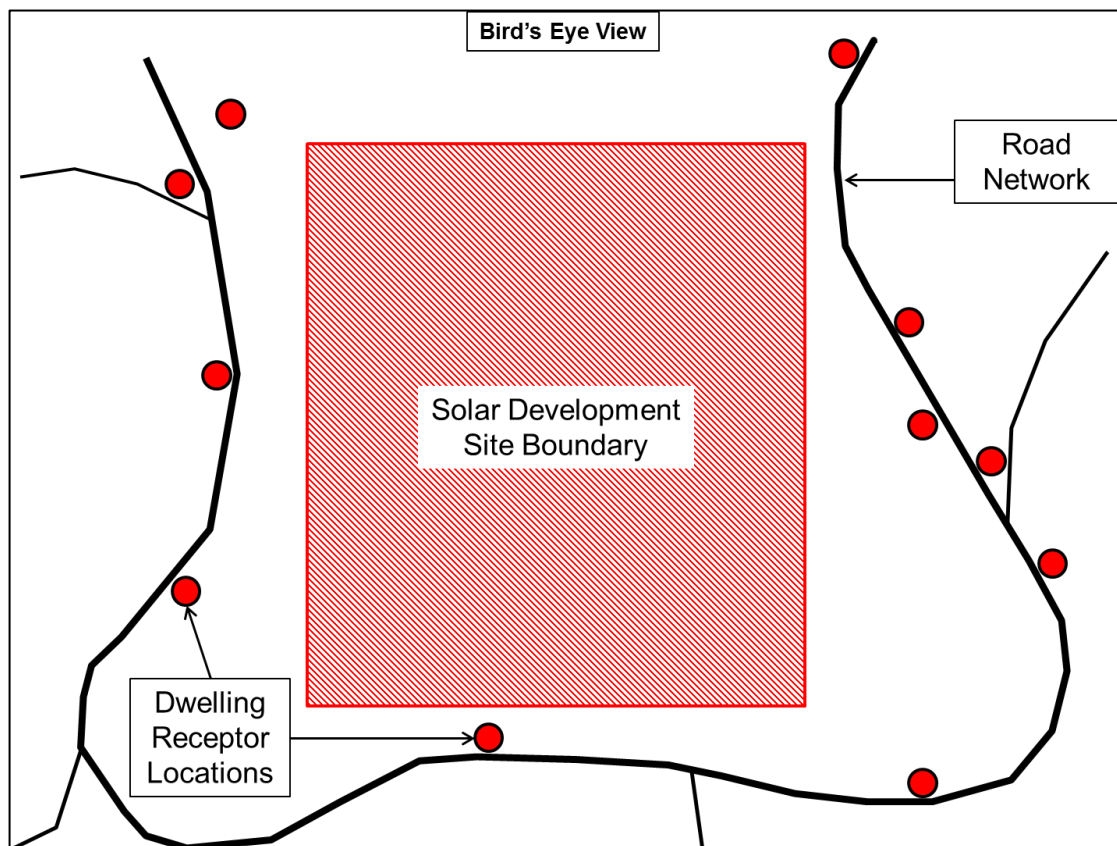 Bird’s Eye View
Road
Network
Solar Development
Site Boundary
Dwelling
Receptor
Locations